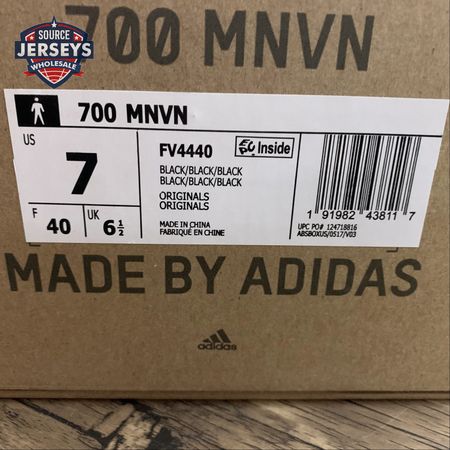 SOURCE
JERSEYS
WHOLESALE
700 MNVN
700 MNVN
US
7
F
40
UK
6½
FV4440
Inside
BLACK/BLACK/BLACK
BLACK/BLACK/BLACK
ORIGINALS
ORIGINALS
MADE IN CHINA
FABRIQUÉ EN CHINE
1 91982 43811 7
UPC PO# 124718816
ABSBOXUS/0517/V03
MADE BY ADIDAS
adidas